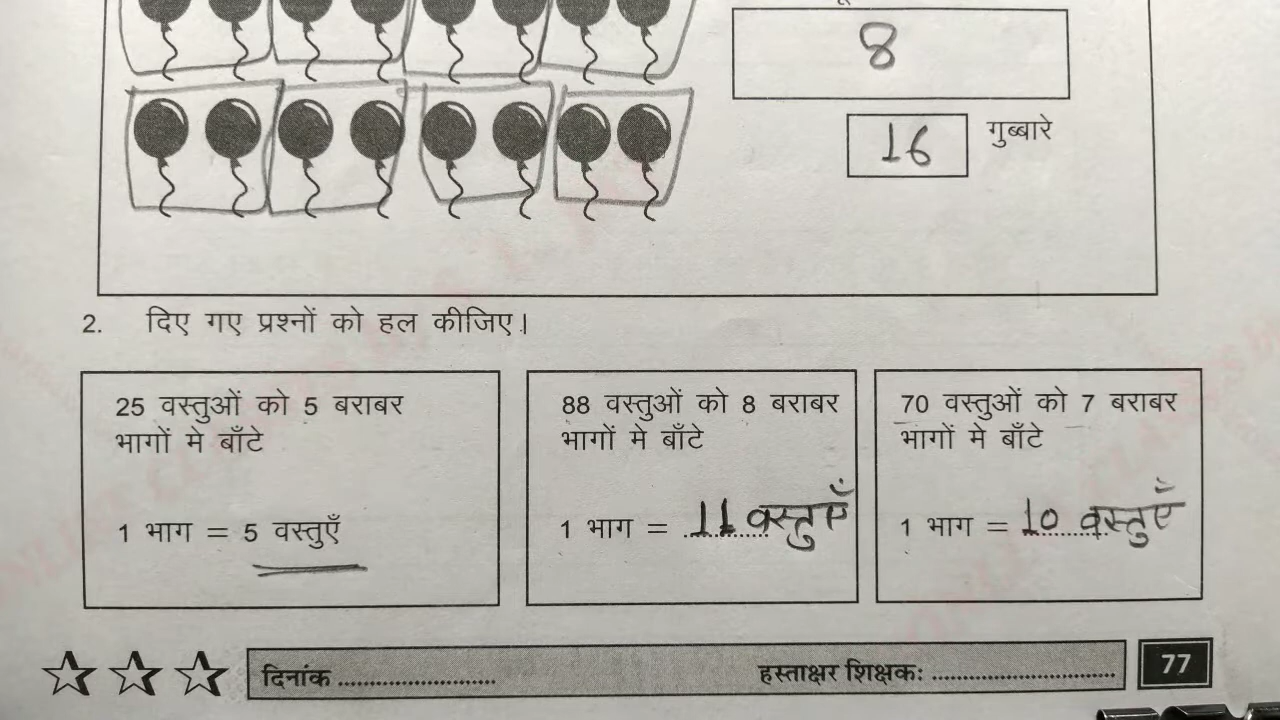 8
16 गुब्बारे
2. दिए गए प्रश्नों को हल कीजिए।
25 वस्तुओं को 5 बराबर
भागों मे बाँटे
1 भाग = 5 वस्तुएँ
88 वस्तुओं को 8 बराबर
भागों मे बाँटे
1 भाग = 11 वस्तुएँ
70 वस्तुओं को 7 बराबर
भागों मे बाँटे
1 भाग = 10 वस्तुएँ
दिनांक ......................... हस्ताक्षर शिक्षक: ............................. 77